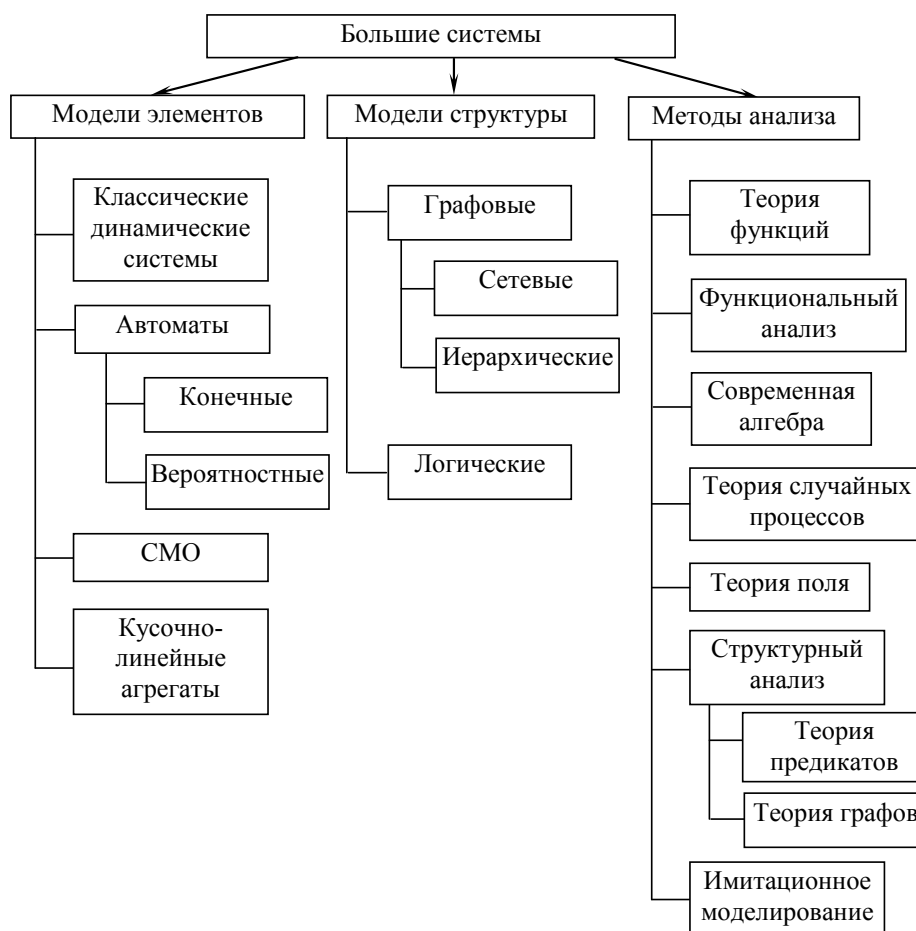 Большие системы
Модели элементов
Классические
динамические
системы
Автоматы
Конечные
Вероятностные
СМО
Кусочно-
линейные
агрегаты
Модели структуры
Графовые
Сетевые
Иерархические
Логические
Методы анализа
Теория
функций
Функциональный
анализ
Современная
алгебра
Теория случайных
процессов
Теория поля
Структурный
анализ
Теория
предикатов
Теория графов
Имитационное
моделирование